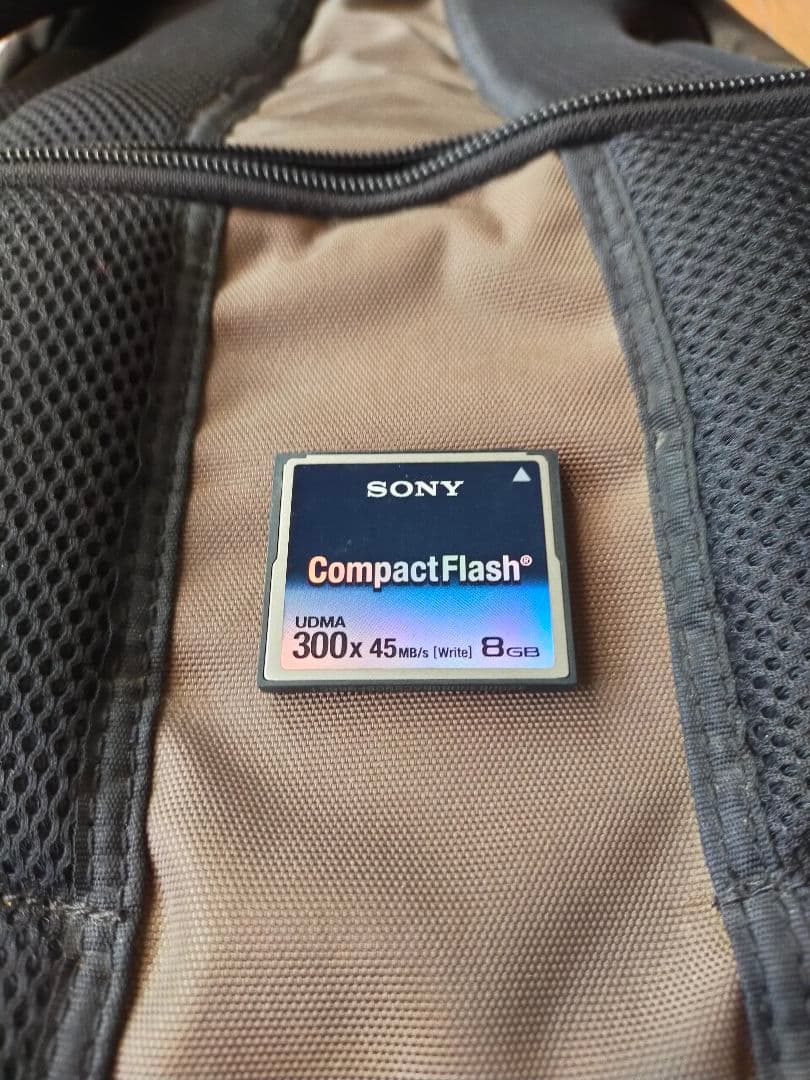 SONY
CompactFlash®
UDMA
300x 45MB/s [Write] 8GB